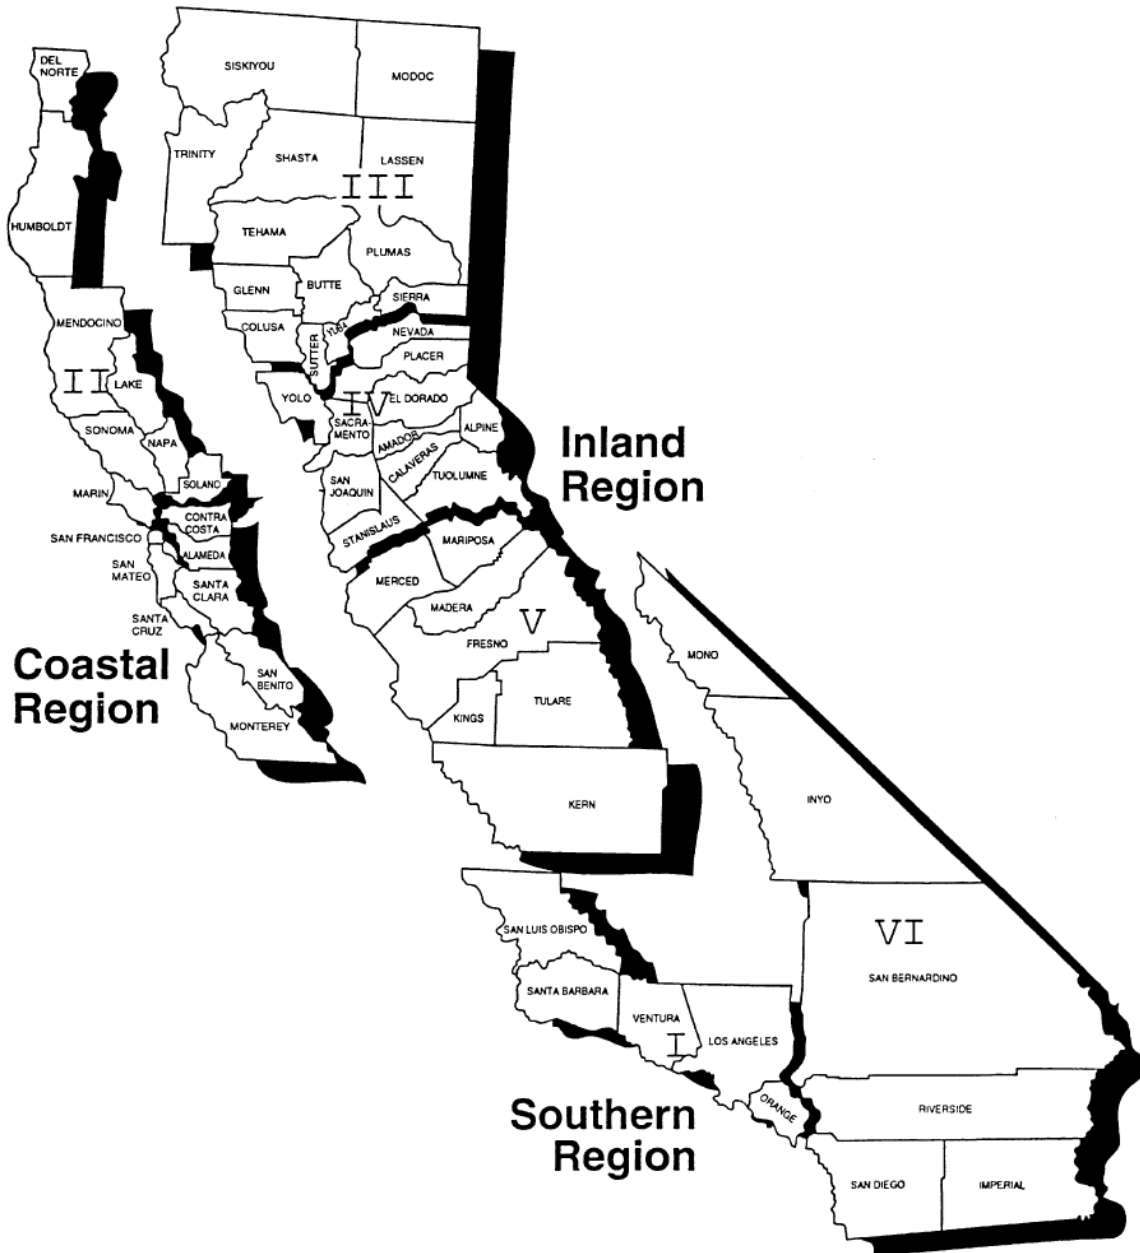 DEL
NORTE
HUMBOLDT
MENDOCINO
II
LAKE
SONOMA
NAPA
SOLANO
MARIN
CONTRA
COSTA
SAN FRANCISCO
ALAMEDA
SAN
MATEO
SANTA
CLARA
SANTA
CRUZ
SAN
BENITO
MONTEREY
Coastal
Region
SISKIYOU
MODOC
TRINITY
SHASTA
LASSEN
III
TEHAMA
PLUMAS
GLENN
BUTTE
SIERRA
COLUSA
SUTTER
YUBA
NEVADA
PLACER
YOLO
IV
EL DORADO
SACRA-
MENTO
AMADOR
ALPINE
CALAVERAS
TUOLUMNE
SAN
JOAQUIN
STANISLAUS
MARIPOSA
MERCED
MADERA
V
FRESNO
KINGS
TULARE
KERN
Inland
Region
MONO
INYO
VI
SAN BERNARDINO
SAN LUIS OBISPO
SANTA BARBARA
VENTURA
I
LOS ANGELES
ORANGE
RIVERSIDE
SAN DIEGO
IMPERIAL
Southern
Region